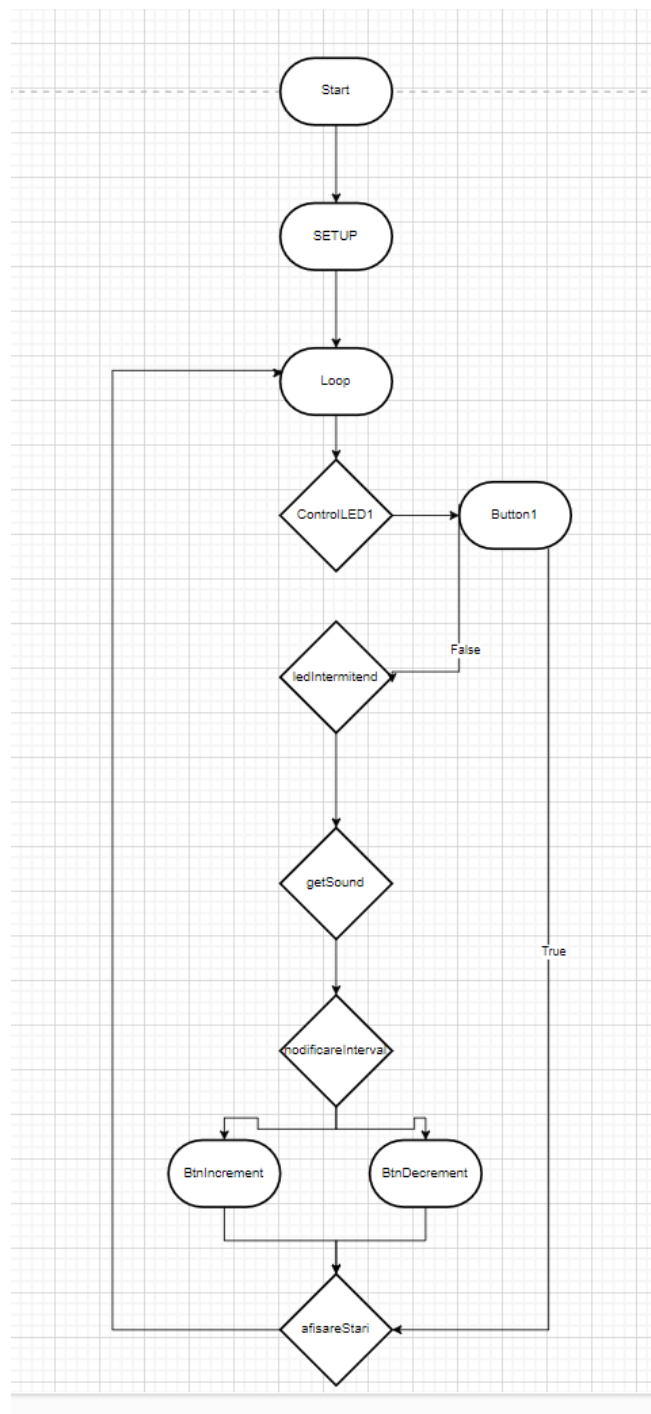 Start
SETUP
Loop
ControlLED1
Button1
False
ledIntermitend
getSound
True
modificareInterval
BtnIncrement
BtnDecrement
afisareStari